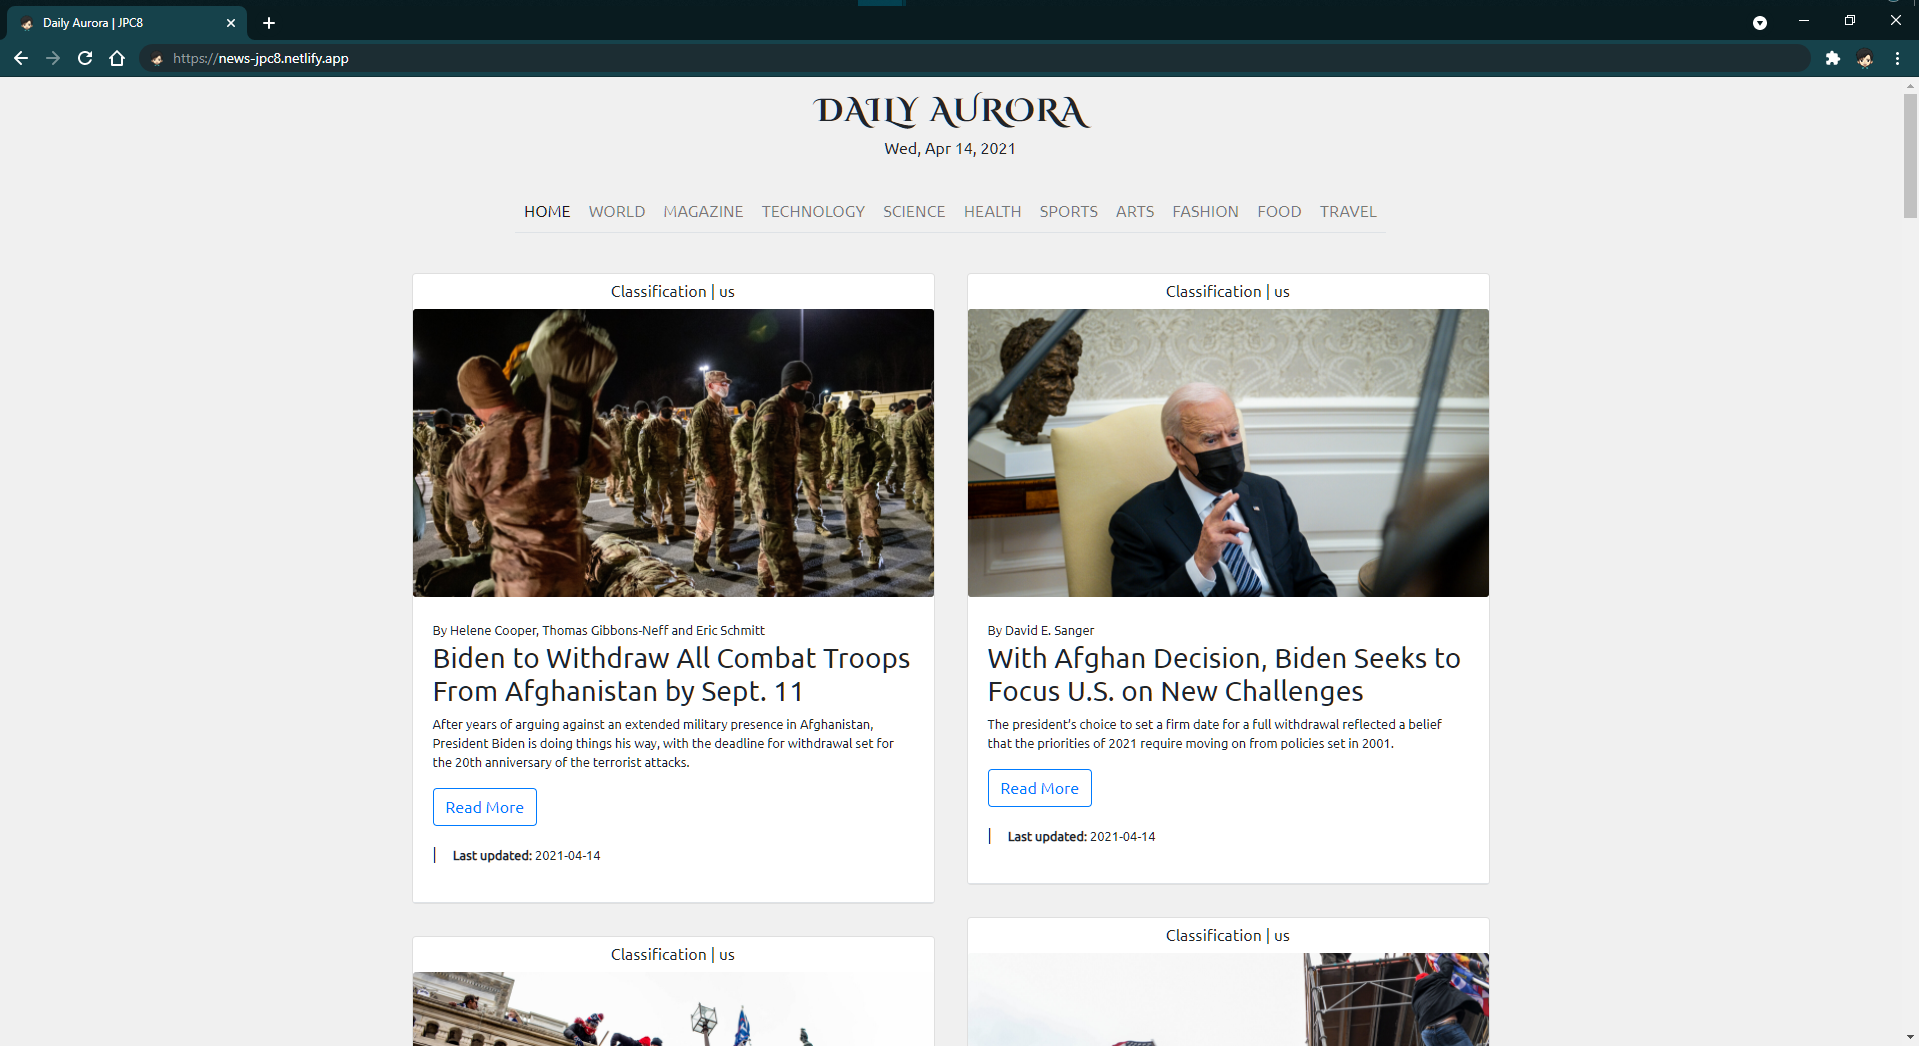 Daily Aurora | JPC8
https://news-jpc8.netlify.app
DAILY AURORA
Wed, Apr 14, 2021
HOME WORLD MAGAZINE TECHNOLOGY SCIENCE HEALTH SPORTS ARTS FASHION FOOD TRAVEL
Classification | us
By Helene Cooper, Thomas Gibbons-Neff and Eric Schmitt
Biden to Withdraw All Combat Troops
From Afghanistan by Sept. 11
After years of arguing against an extended military presence in Afghanistan,
President Biden is doing things his way, with the deadline for withdrawal set for
the 20th anniversary of the terrorist attacks.
Read More
Last updated: 2021-04-14
Classification | us
By David E. Sanger
With Afghan Decision, Biden Seeks to
Focus U.S. on New Challenges
The president’s choice to set a firm date for a full withdrawal reflected a belief
that the priorities of 2021 require moving on from policies set in 2001.
Read More
Last updated: 2021-04-14
Classification | us
Classification | us